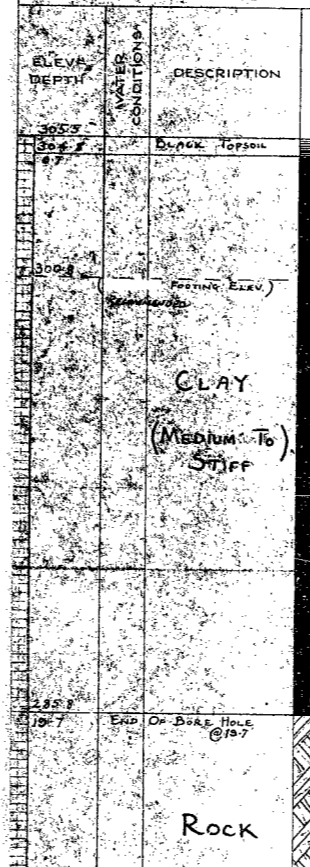 ELEV.
DEPTH
WATER
CONDITIONS
DESCRIPTION
305.5
304.8
0.7
BLACK TOPSOIL
300.8
FOOTING ELEV.)
(RECOMMENDED
CLAY
(MEDIUM TO)
STIFF
285.8
19.7
END OF BORE HOLE
@ 19.7
ROCK